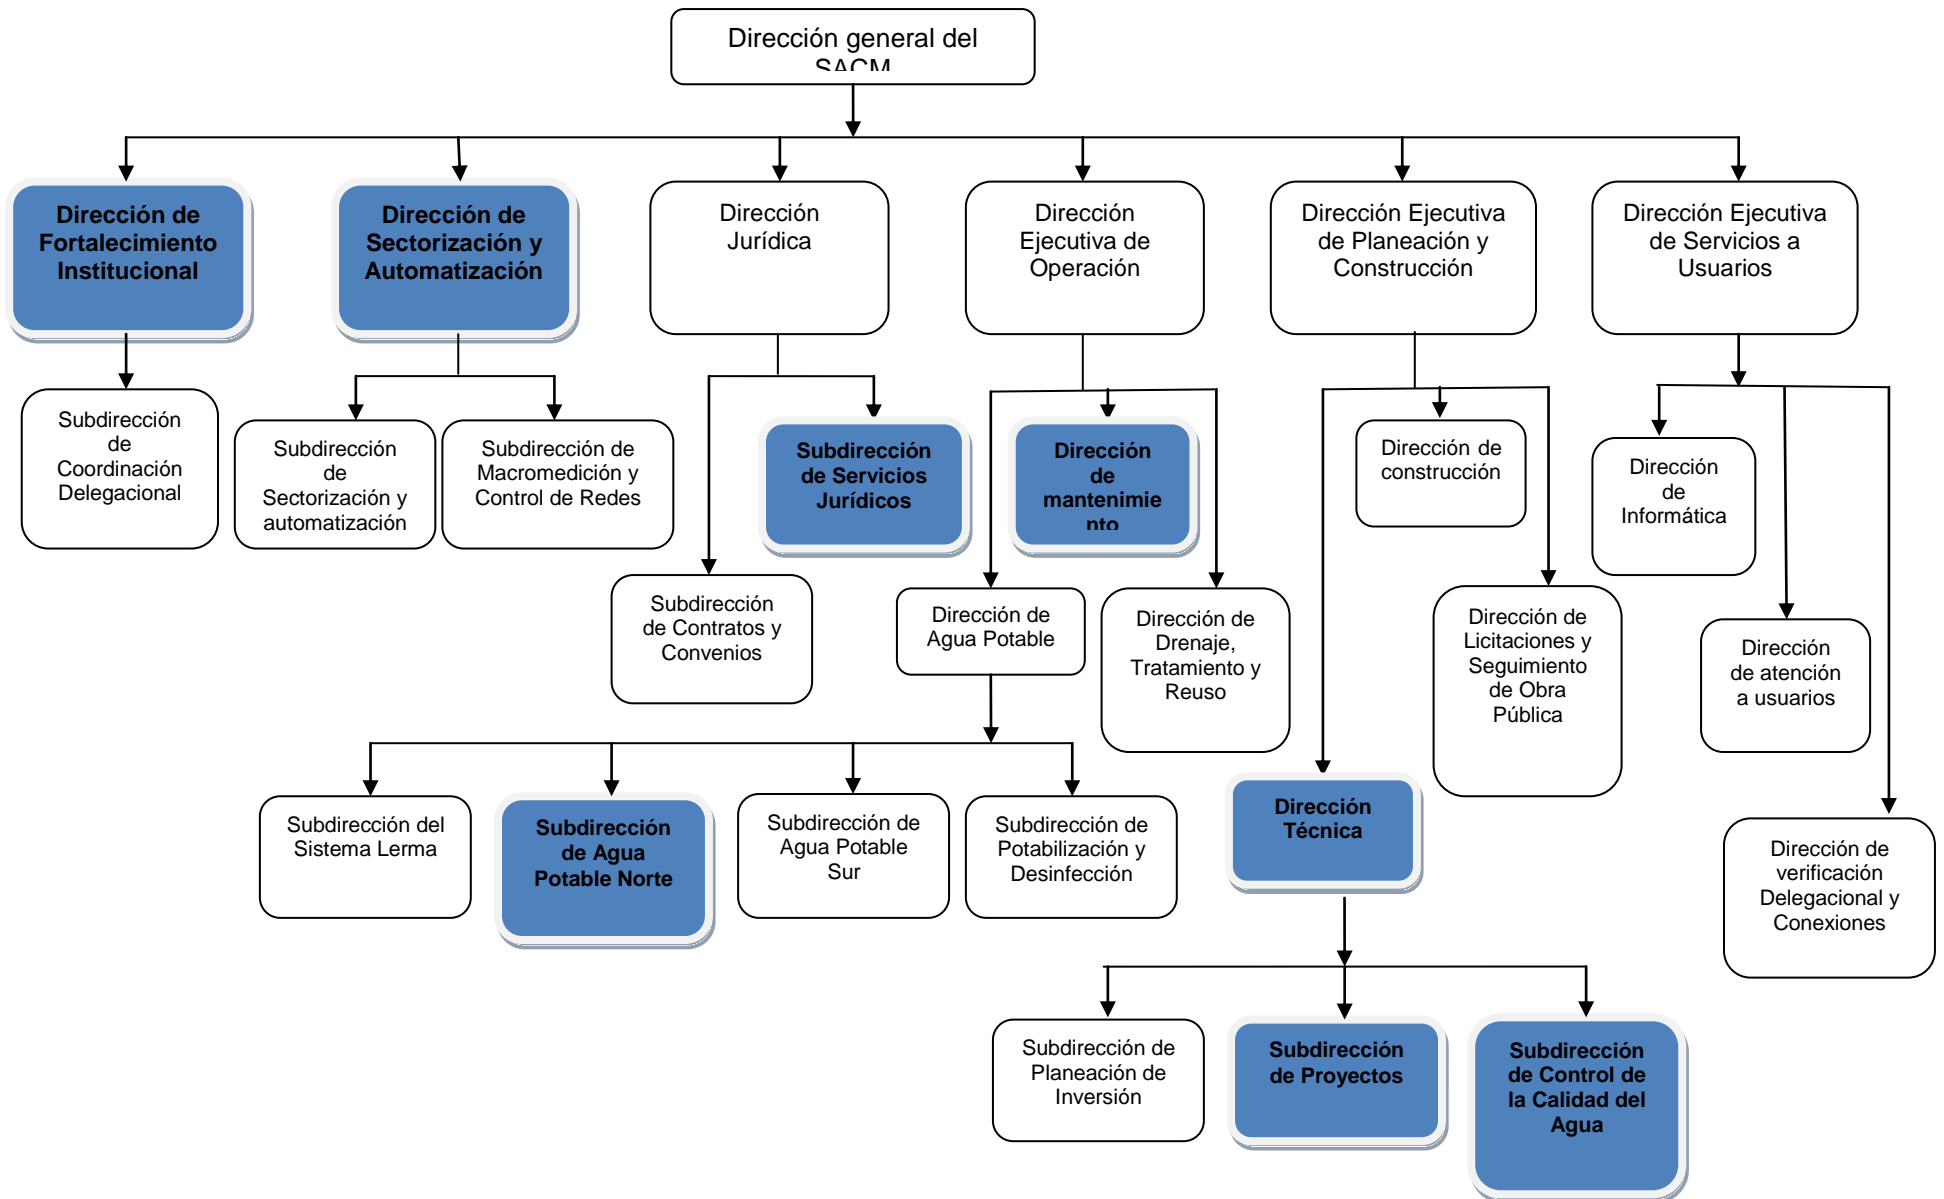 Dirección general del
SACM
Dirección de
Fortalecimiento
Institucional
Dirección de
Sectorización y
Automatización
Dirección
Jurídica
Dirección
Ejecutiva de
Operación
Dirección Ejecutiva
de Planeación y
Construcción
Dirección Ejecutiva
de Servicios a
Usuarios
Subdirección
de
Coordinación
Delegacional
Subdirección
de
Sectorización y
automatización
Subdirección de
Macromedición y
Control de Redes
Subdirección
de Servicios
Jurídicos
Dirección
de
mantenimie
nto
Dirección de
construcción
Dirección
de
Informática
Subdirección
de Contratos y
Convenios
Dirección de
Agua Potable
Dirección de
Drenaje,
Tratamiento y
Reuso
Dirección de
Licitaciones y
Seguimiento
de Obra
Pública
Dirección
de atención
a usuarios
Subdirección del
Sistema Lerma
Subdirección
de Agua
Potable Norte
Subdirección de
Agua Potable
Sur
Subdirección de
Potabilización y
Desinfección
Dirección
Técnica
Dirección de
verificación
Delegacional y
Conexiones
Subdirección de
Planeación de
Inversión
Subdirección
de Proyectos
Subdirección
de Control de
la Calidad del
Agua